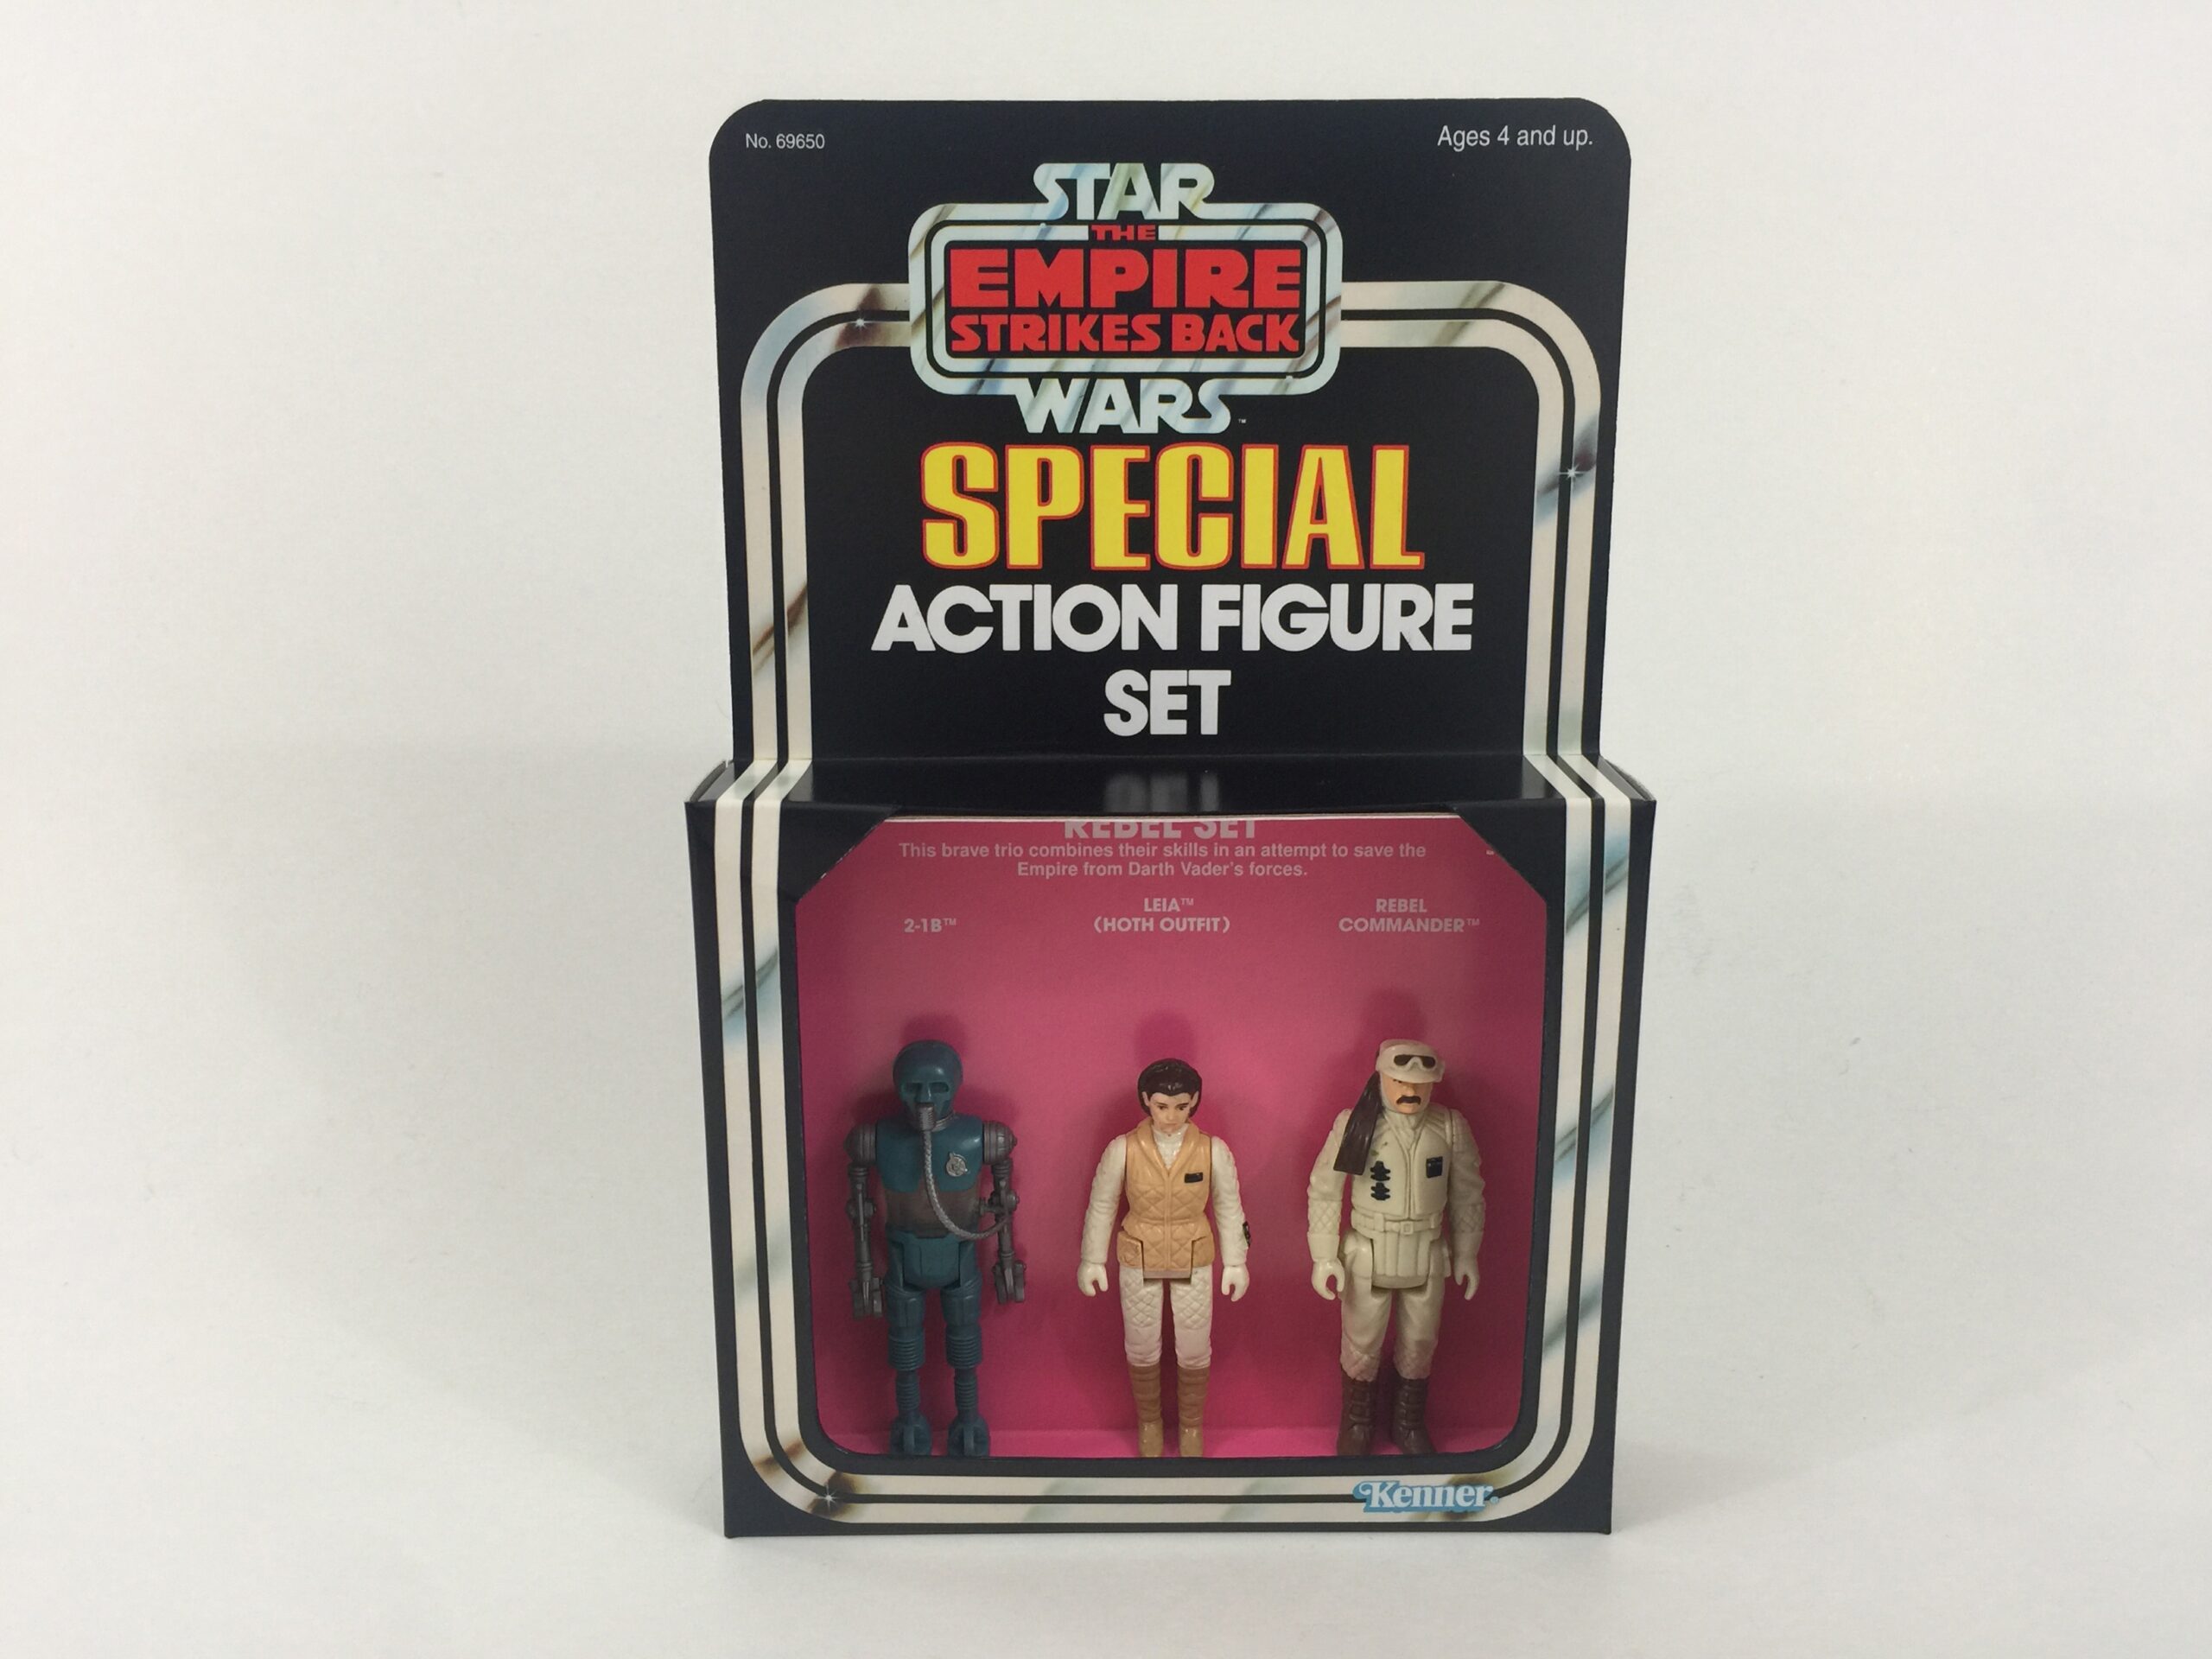 No. 69650
Ages 4 and up.
STAR
THE
EMPIRE
STRIKES BACK
WARS™
SPECIAL
ACTION FIGURE
SET
REBEL SET
This brave trio combines their skills in an attempt to save the
Empire from Darth Vader's forces.
2-1B™
LEIA™
(HOTH OUTFIT)
REBEL
COMMANDER™
Kenner®